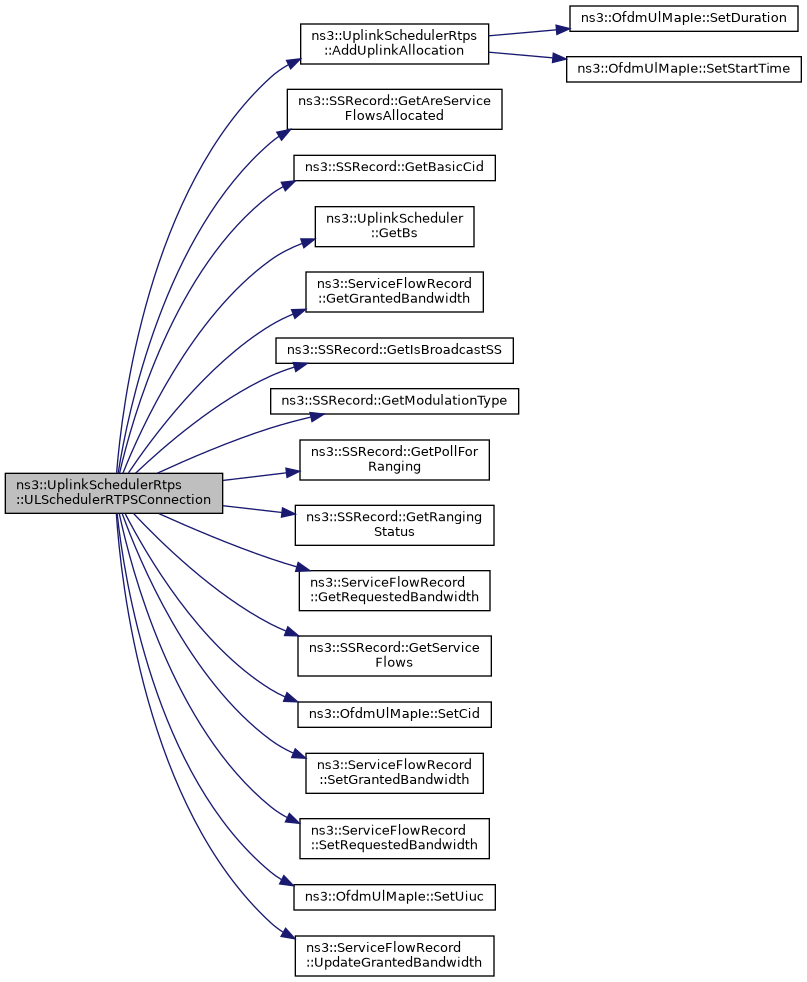 ns3::UplinkSchedulerRtps
::ULSchedulerRTPSConnection
ns3::UplinkSchedulerRtps
::AddUplinkAllocation
ns3::OfdmUlMapIe::SetDuration
ns3::OfdmUlMapIe::SetStartTime
ns3::SSRecord::GetAreService
FlowsAllocated
ns3::SSRecord::GetBasicCid
ns3::UplinkScheduler
::GetBs
ns3::ServiceFlowRecord
::GetGrantedBandwidth
ns3::SSRecord::GetIsBroadcastSS
ns3::SSRecord::GetModulationType
ns3::SSRecord::GetPollFor
Ranging
ns3::SSRecord::GetRanging
Status
ns3::ServiceFlowRecord
::GetRequestedBandwidth
ns3::SSRecord::GetService
Flows
ns3::OfdmUlMapIe::SetCid
ns3::ServiceFlowRecord
::SetGrantedBandwidth
ns3::ServiceFlowRecord
::SetRequestedBandwidth
ns3::OfdmUlMapIe::SetUiuc
ns3::ServiceFlowRecord
::UpdateGrantedBandwidth